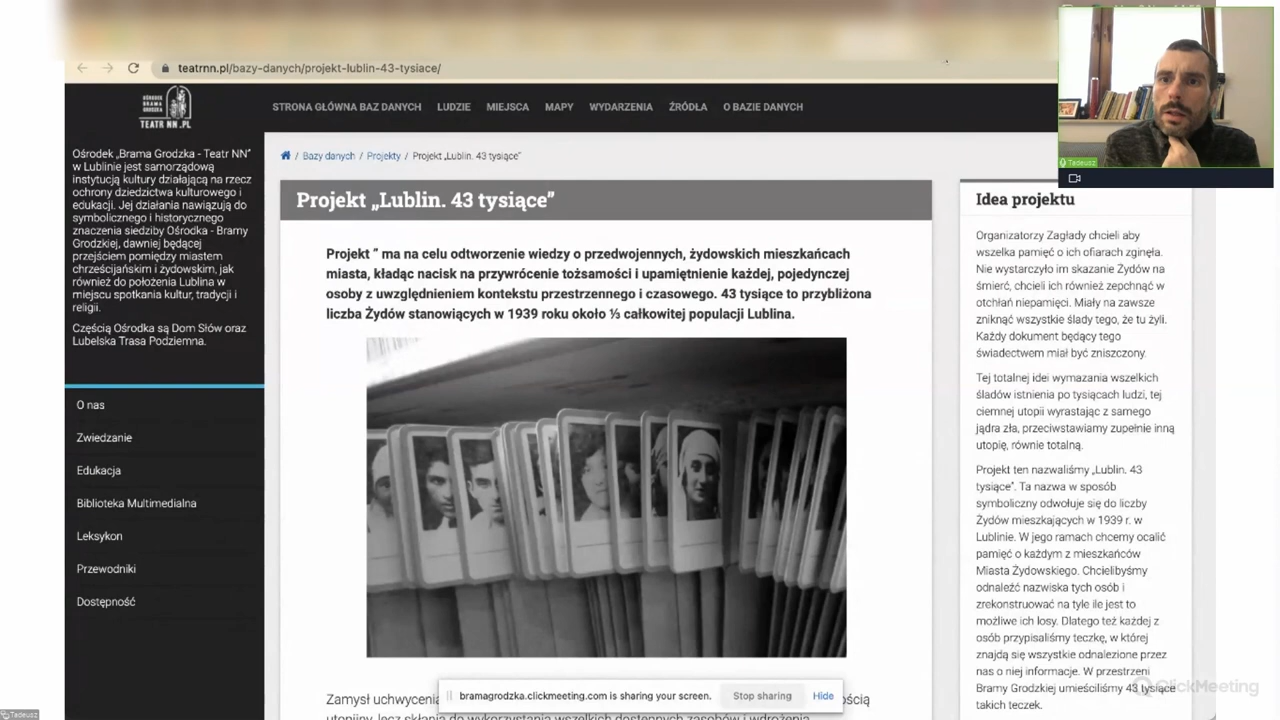 teatrnn.pl/bazy-danych/projekt-lublin-43-tysiace/
OŚRODEK
BRAMA
GRODZKA
TEATR NN .PL
STRONA GŁÓWNA BAZ DANYCH LUDZIE MIEJSCA MAPY WYDARZENIA ŹRÓDŁA O BAZIE DANYCH
Ośrodek „Brama Grodzka - Teatr NN”
w Lublinie jest samorządową
instytucją kultury działającą na rzecz
ochrony dziedzictwa kulturowego i
edukacji. Jej działania nawiązują do
symbolicznego i historycznego
znaczenia siedziby Ośrodka - Bramy
Grodzkiej, dawniej będącej
przejściem pomiędzy miastem
chrześcijańskim i żydowskim, jak
również do położenia Lublina w
miejscu spotkania kultur, tradycji i
religii.
Częścią Ośrodka są Dom Słów oraz
Lubelska Trasa Podziemna.
O nas
Zwiedzanie
Edukacja
Biblioteka Multimedialna
Leksykon
Przewodniki
Dostępność
/ Bazy danych / Projekty / Projekt „Lublin. 43 tysiące”
Projekt „Lublin. 43 tysiące”
Projekt ” ma na celu odtworzenie wiedzy o przedwojennych, żydowskich mieszkańcach
miasta, kładąc nacisk na przywrócenie tożsamości i upamiętnienie każdej, pojedynczej
osoby z uwzględnieniem kontekstu przestrzennego i czasowego. 43 tysiące to przybliżona
liczba Żydów stanowiących w 1939 roku około ⅓ całkowitej populacji Lublina.
Zamysł uchwyceni
ością
utopijny, lecz skłania do wykorzystania wszelkich dostępnych zasobów i wdrożenia
bramagrodzka.clickmeeting.com is sharing your screen. Stop sharing Hide
Tadeusz
Idea projektu
Organizatorzy Zagłady chcieli aby
wszelka pamięć o ich ofiarach zginęła.
Nie wystarczyło im skazanie Żydów na
śmierć, chcieli ich również zepchnąć w
otchłań niepamięci. Miały na zawsze
zniknąć wszystkie ślady tego, że tu żyli.
Każdy dokument będący tego
świadectwem miał być zniszczony.
Tej totalnej idei wymazania wszelkich
śladów istnienia po tysiącach ludzi, tej
ciemnej utopii wyrastając z samego
jądra zła, przeciwstawiamy zupełnie inną
utopię, równie totalną.
Projekt ten nazwaliśmy „Lublin. 43
tysiące”. Ta nazwa w sposób
symboliczny odwołuje się do liczby
Żydów mieszkających w 1939 r. w
Lublinie. W jego ramach chcemy ocalić
pamięć o każdym z mieszkańców
Miasta Żydowskiego. Chcielibyśmy
odnaleźć nazwiska tych osób i
zrekonstruować na tyle ile jest to
możliwe ich losy. Dlatego też każdej z
osób przypisaliśmy teczkę, w której
znajdą się wszystkie odnalezione przez
nas o niej informacje. W przestrzeni
Bramy Grodzkiej umieściliśmy 43 tysiące
takich teczek.
ClickMeeting
Tadeusz